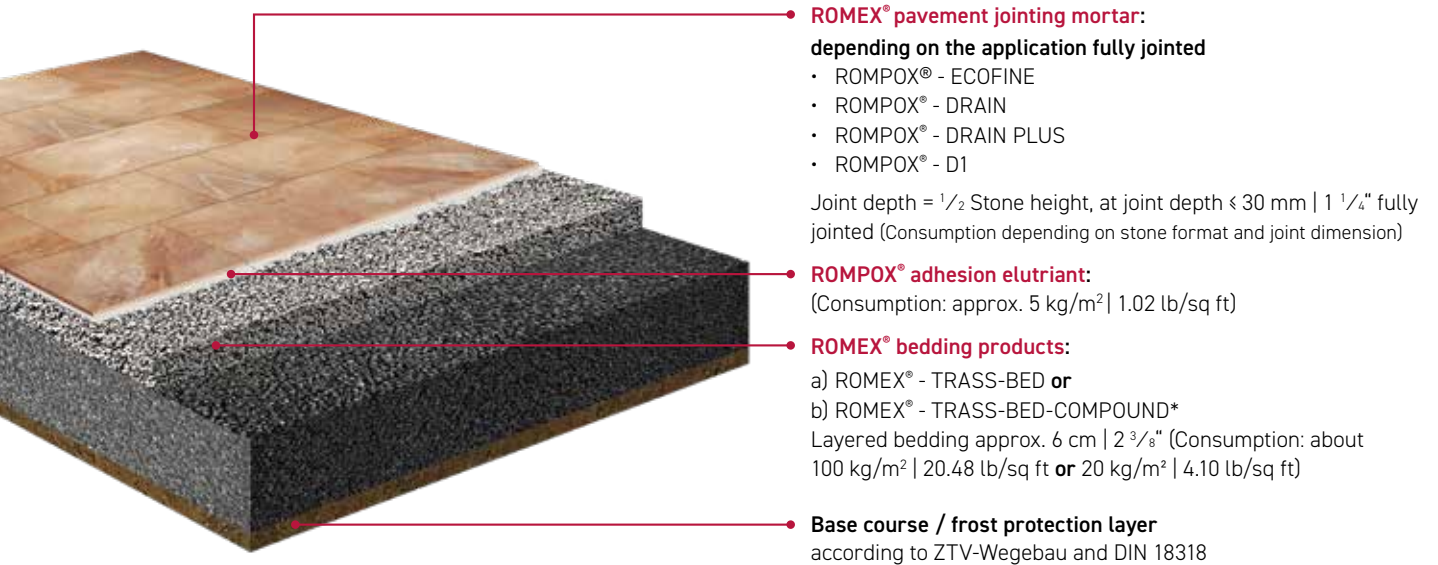 ROMEX® pavement jointing mortar:
depending on the application fully jointed
• ROMPOX® - ECOFINE
• ROMPOX® - DRAIN
• ROMPOX® - DRAIN PLUS
• ROMPOX® - D1
Joint depth = 1/2 Stone height, at joint depth ‹ 30 mm | 1 1/4“ fully
jointed (Consumption depending on stone format and joint dimension)
ROMPOX® adhesion elutriant:
(Consumption: approx. 5 kg/m² | 1.02 lb/sq ft)
ROMEX® bedding products:
a) ROMEX® - TRASS-BED or
b) ROMEX® - TRASS-BED-COMPOUND*
Layered bedding approx. 6 cm | 2 3/8“ (Consumption: about
100 kg/m² | 20.48 lb/sq ft or 20 kg/m² | 4.10 lb/sq ft)
Base course / frost protection layer
according to ZTV-Wegebau and DIN 18318